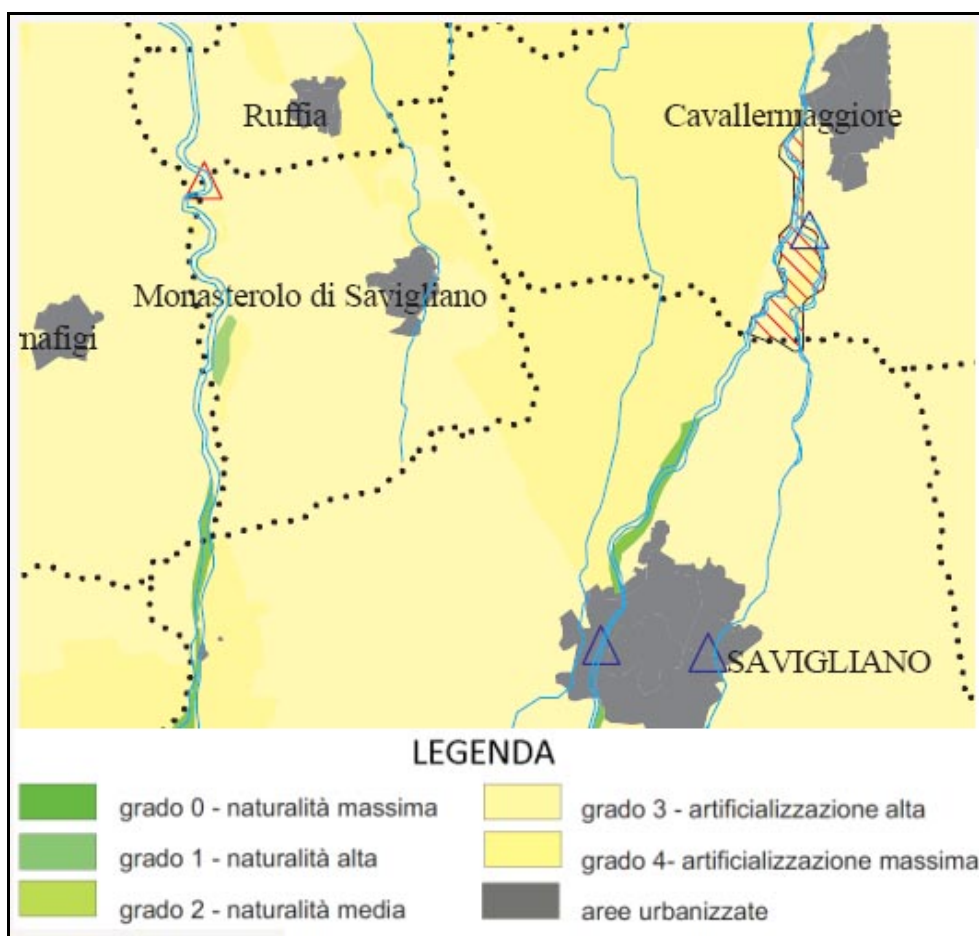 Ruffia
Cavallermaggiore
Monasterolo di Savigliano
rnafigi
SAVIGLIANO
LEGENDA
grado 0 - naturalità massima
grado 1 - naturalità alta
grado 2 - naturalità media
grado 3 - artificializzazione alta
grado 4- artificializzazione massima
aree urbanizzate